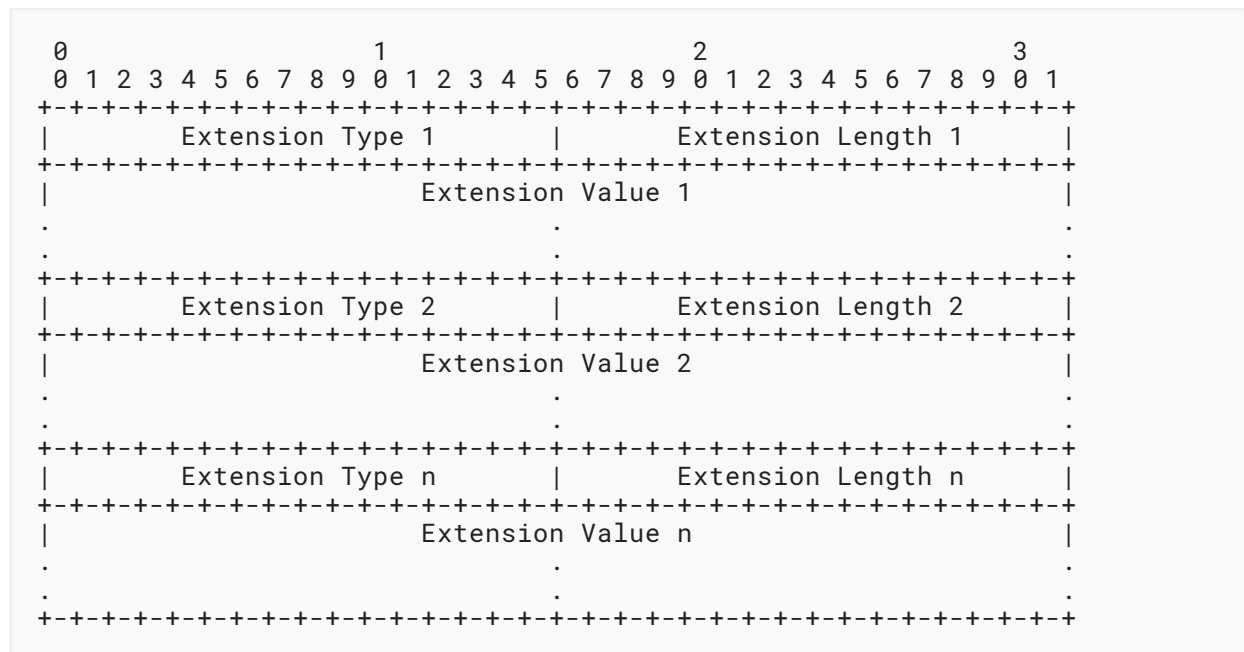 0                   1                   2                   3
 0 1 2 3 4 5 6 7 8 9 0 1 2 3 4 5 6 7 8 9 0 1 2 3 4 5 6 7 8 9 0 1
+-+-+-+-+-+-+-+-+-+-+-+-+-+-+-+-+-+-+-+-+-+-+-+-+-+-+-+-+-+-+-+-+
|        Extension Type 1       |       Extension Length 1      |
+-+-+-+-+-+-+-+-+-+-+-+-+-+-+-+-+-+-+-+-+-+-+-+-+-+-+-+-+-+-+-+-+
|                       Extension Value 1                       |
.                               .                               .
.                               .                               .
+-+-+-+-+-+-+-+-+-+-+-+-+-+-+-+-+-+-+-+-+-+-+-+-+-+-+-+-+-+-+-+-+
|        Extension Type 2       |       Extension Length 2      |
+-+-+-+-+-+-+-+-+-+-+-+-+-+-+-+-+-+-+-+-+-+-+-+-+-+-+-+-+-+-+-+-+
|                       Extension Value 2                       |
.                               .                               .
.                               .                               .
+-+-+-+-+-+-+-+-+-+-+-+-+-+-+-+-+-+-+-+-+-+-+-+-+-+-+-+-+-+-+-+-+
|        Extension Type n       |       Extension Length n      |
+-+-+-+-+-+-+-+-+-+-+-+-+-+-+-+-+-+-+-+-+-+-+-+-+-+-+-+-+-+-+-+-+
|                       Extension Value n                       |
.                               .                               .
.                               .                               .
+-+-+-+-+-+-+-+-+-+-+-+-+-+-+-+-+-+-+-+-+-+-+-+-+-+-+-+-+-+-+-+-+